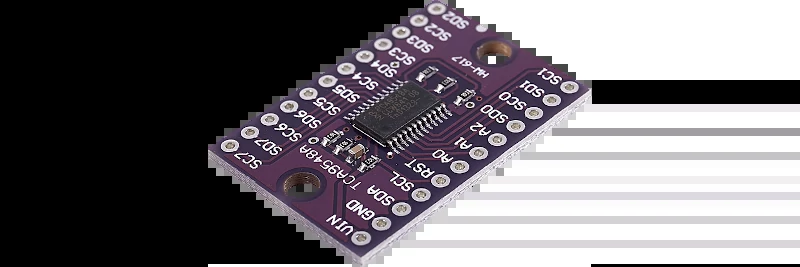 SD2
SC2
SD3
SC3
SD4
SC4
SD5
SC5
SD6
SC6
SD7
SC7
HW-617
TCA9548A
SC1
SD1
SC0
SD0
A2
A1
A0
RST
SCL
SDA
GND
VIN